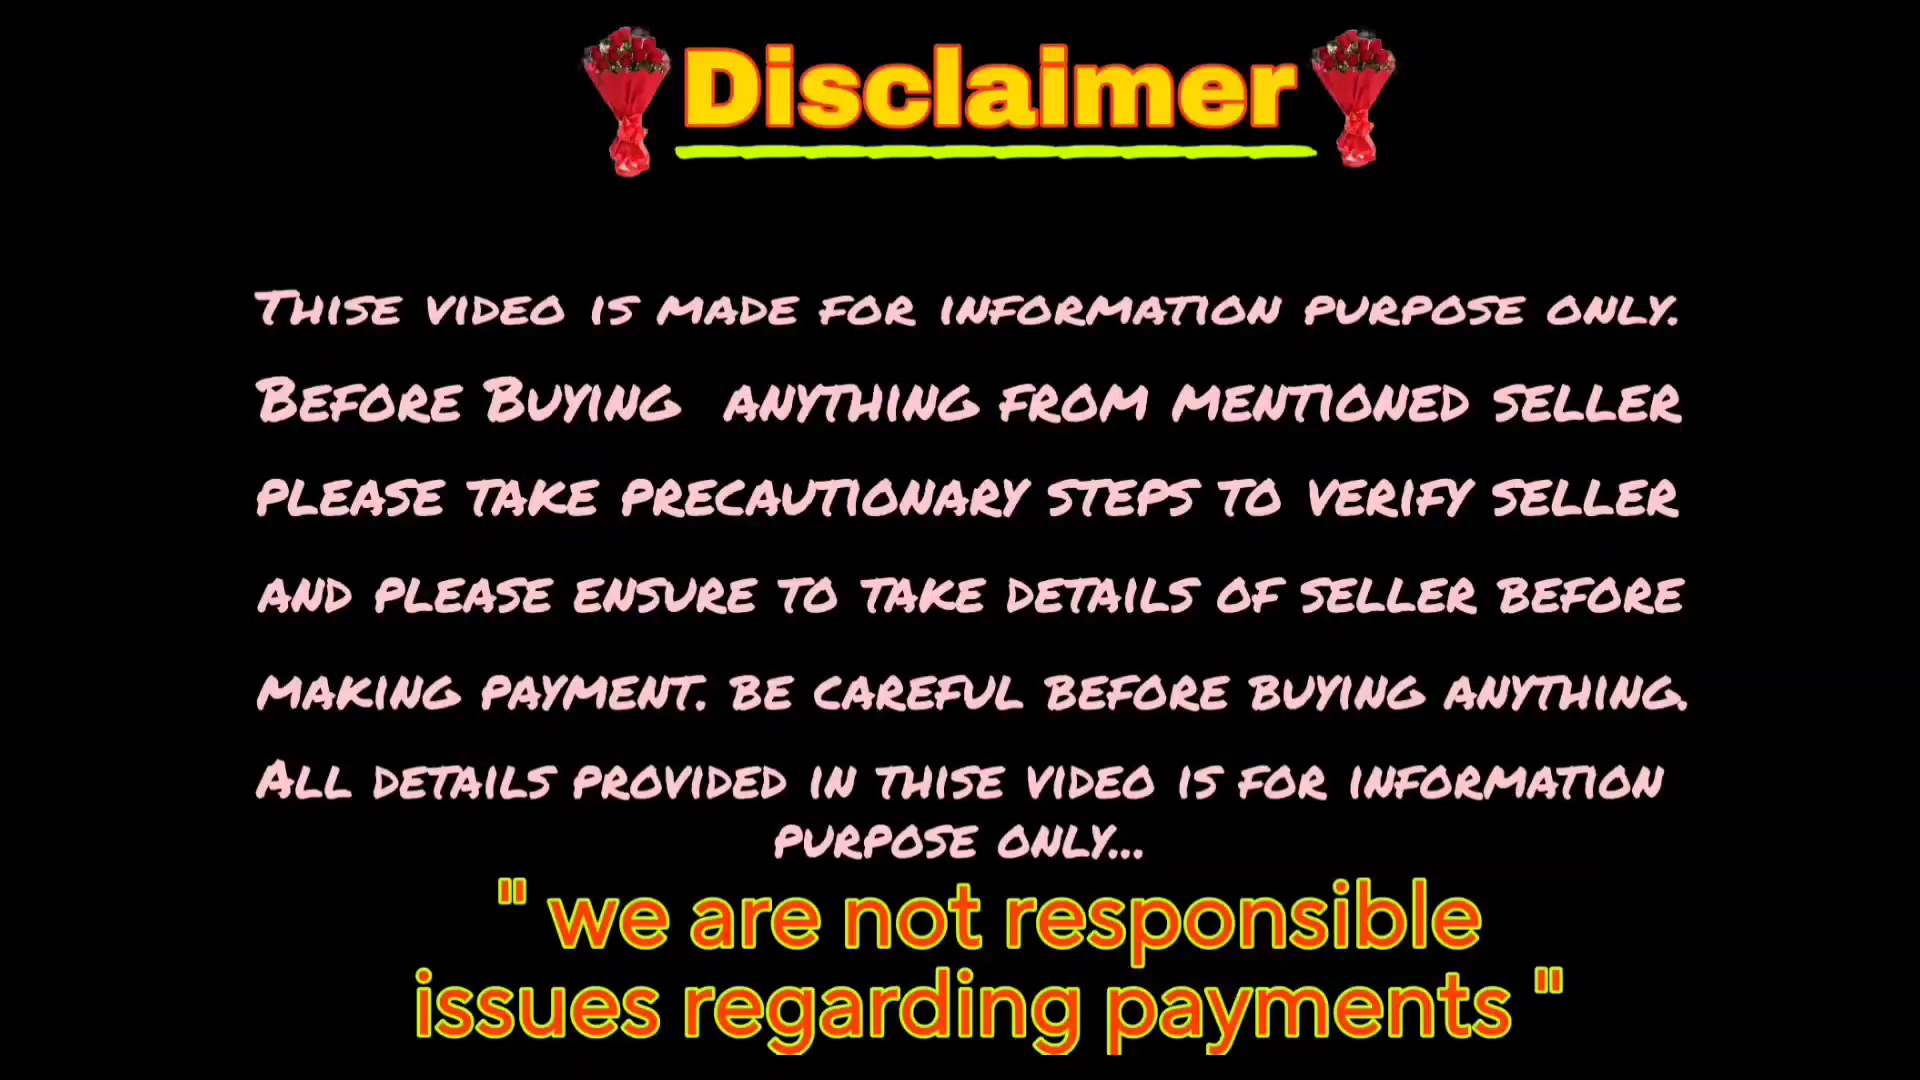 Disclaimer
Thise video is made for information purpose only.
Before Buying anything from mentioned seller
please take precautionary steps to verify seller
and please ensure to take details of seller before
making payment. be careful before buying anything.
All details provided in thise video is for information
purpose only...
" we are not responsible
issues regarding payments "